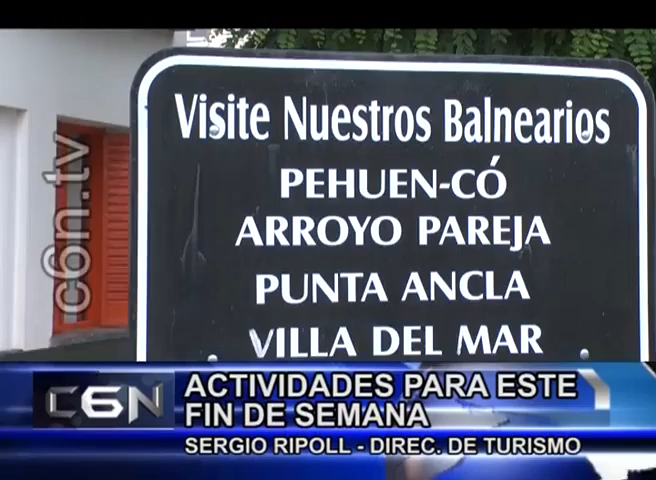 Visite Nuestros Balnearios
PEHUEN-CÓ
ARROYO PAREJA
PUNTA ANCLA
VILLA DEL MAR
c6n.tv
C6N
ACTIVIDADES PARA ESTE
FIN DE SEMANA
SERGIO RIPOLL - DIREC. DE TURISMO